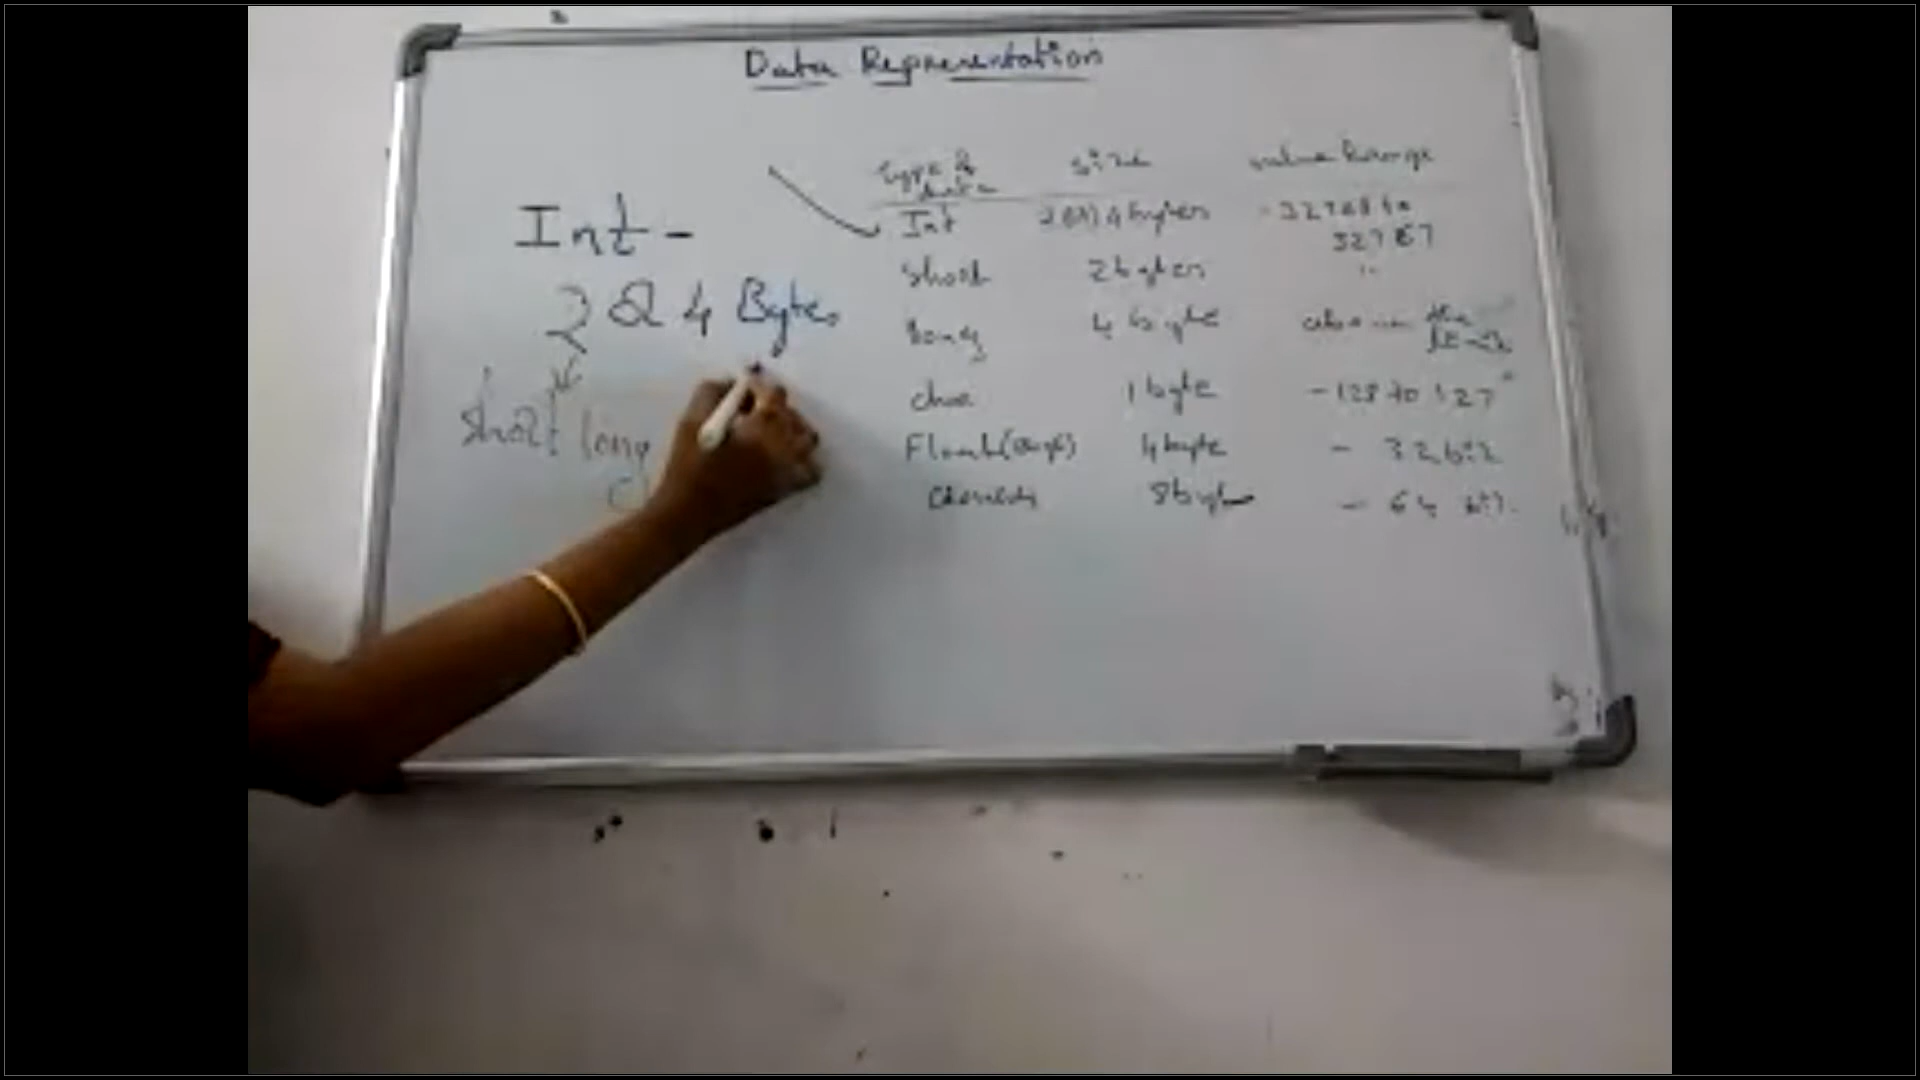 Data Representation
Type of data size value Range
Int 2 (or) 4 bytes -32768 to
32767
short 2 bytes "
long 4 byte
char 1 byte -128 to 127
Float 4 byte - 32 bit
8 byte - 64 bit
Int -
2 or 4 Bytes
short long